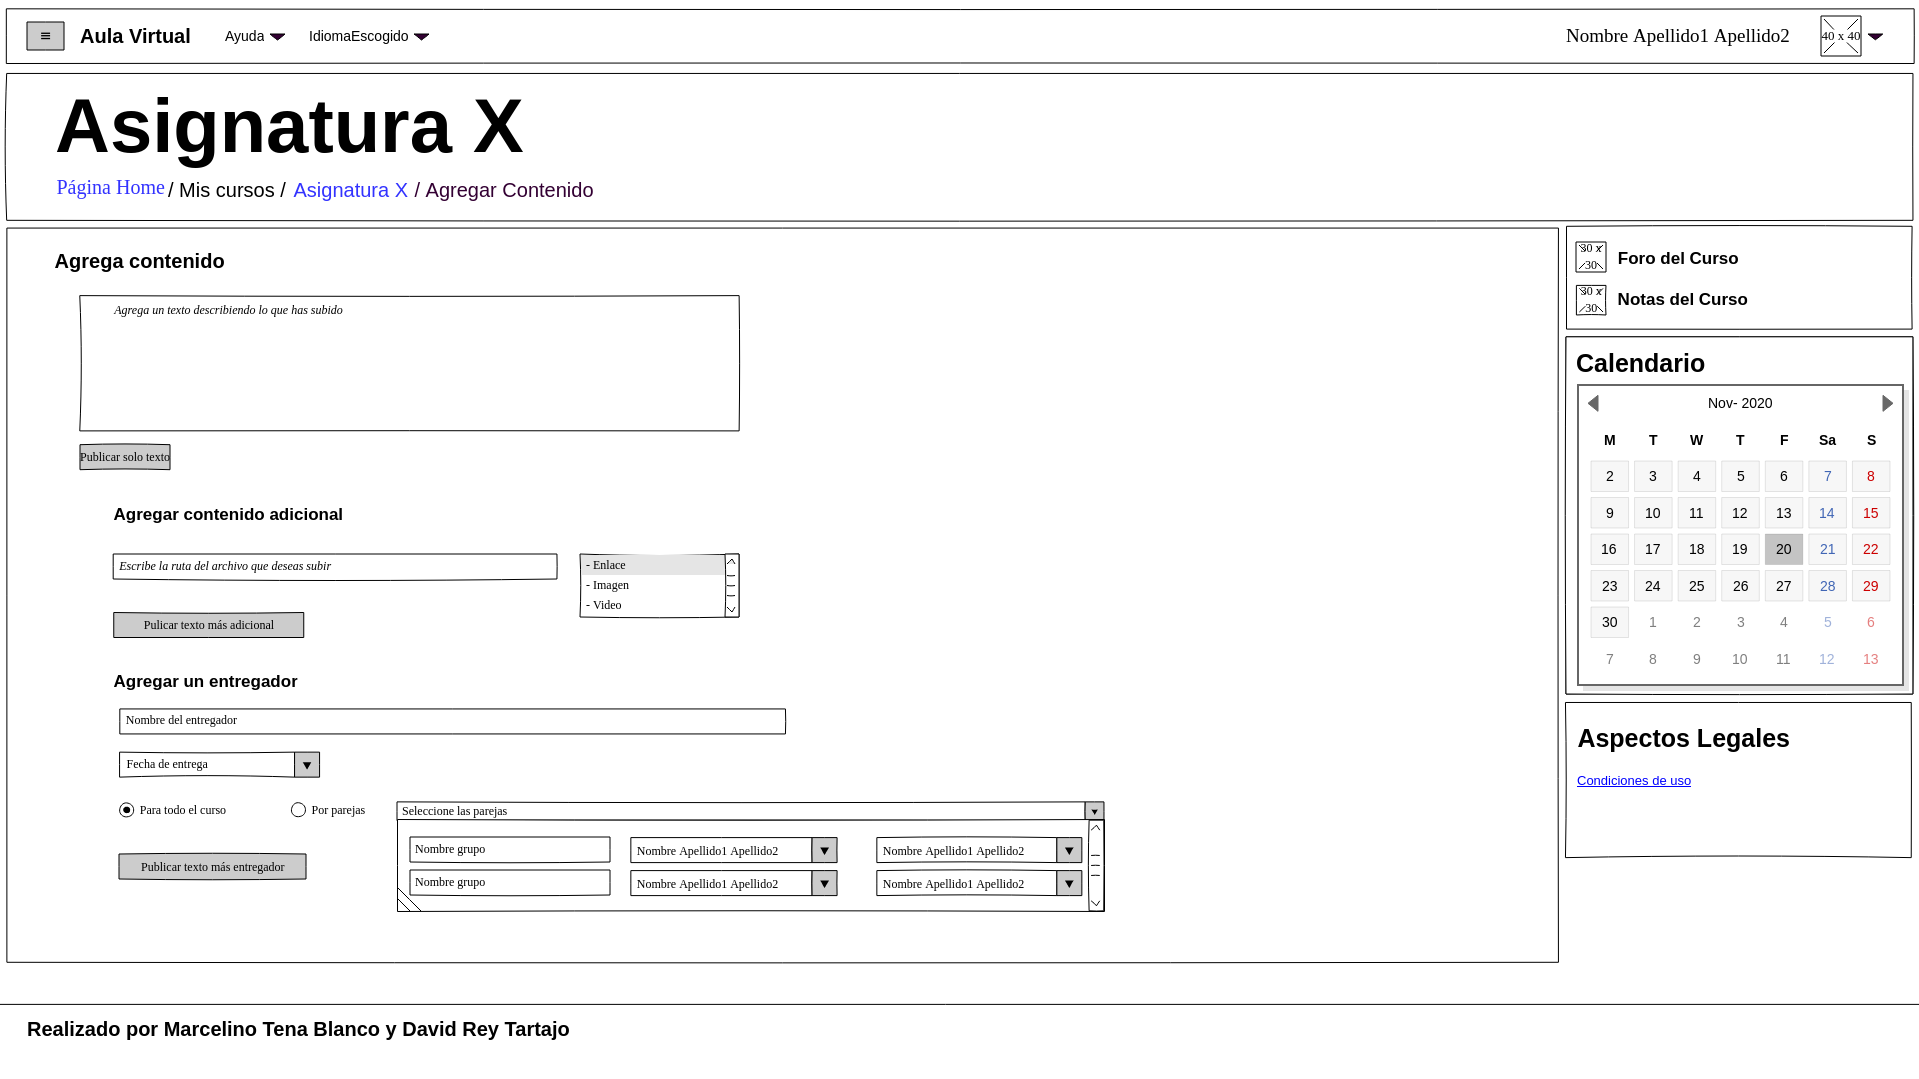 ≡ Aula Virtual Ayuda IdiomaEscogido Nombre Apellido1 Apellido2 40 x 40
Asignatura X
Página Home / Mis cursos / Asignatura X / Agregar Contenido
Agrega contenido
Agrega un texto describiendo lo que has subido
Publicar solo texto
Agregar contenido adicional
Escribe la ruta del archivo que deseas subir
- Enlace
- Imagen
- Video
Pulicar texto más adicional
Agregar un entregador
Nombre del entregador
Fecha de entrega
Para todo el curso Por parejas Seleccione las parejas
Nombre grupo Nombre Apellido1 Apellido2 Nombre Apellido1 Apellido2
Nombre grupo Nombre Apellido1 Apellido2 Nombre Apellido1 Apellido2
Publicar texto más entregador
30 x
30
Foro del Curso
30 x
30
Notas del Curso
Calendario
Nov- 2020
M T W T F Sa S
2 3 4 5 6 7 8
9 10 11 12 13 14 15
16 17 18 19 20 21 22
23 24 25 26 27 28 29
30 1 2 3 4 5 6
7 8 9 10 11 12 13
Aspectos Legales
Condiciones de uso
Realizado por Marcelino Tena Blanco y David Rey Tartajo